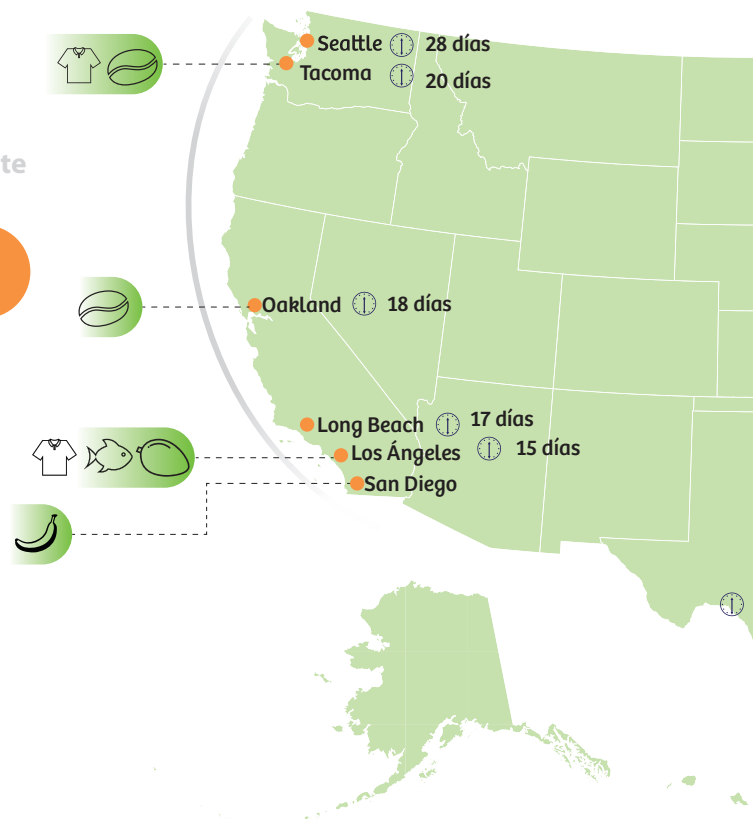 Seattle 28 días
Tacoma 20 días
te
Oakland 18 días
Long Beach 17 días
Los Ángeles 15 días
San Diego